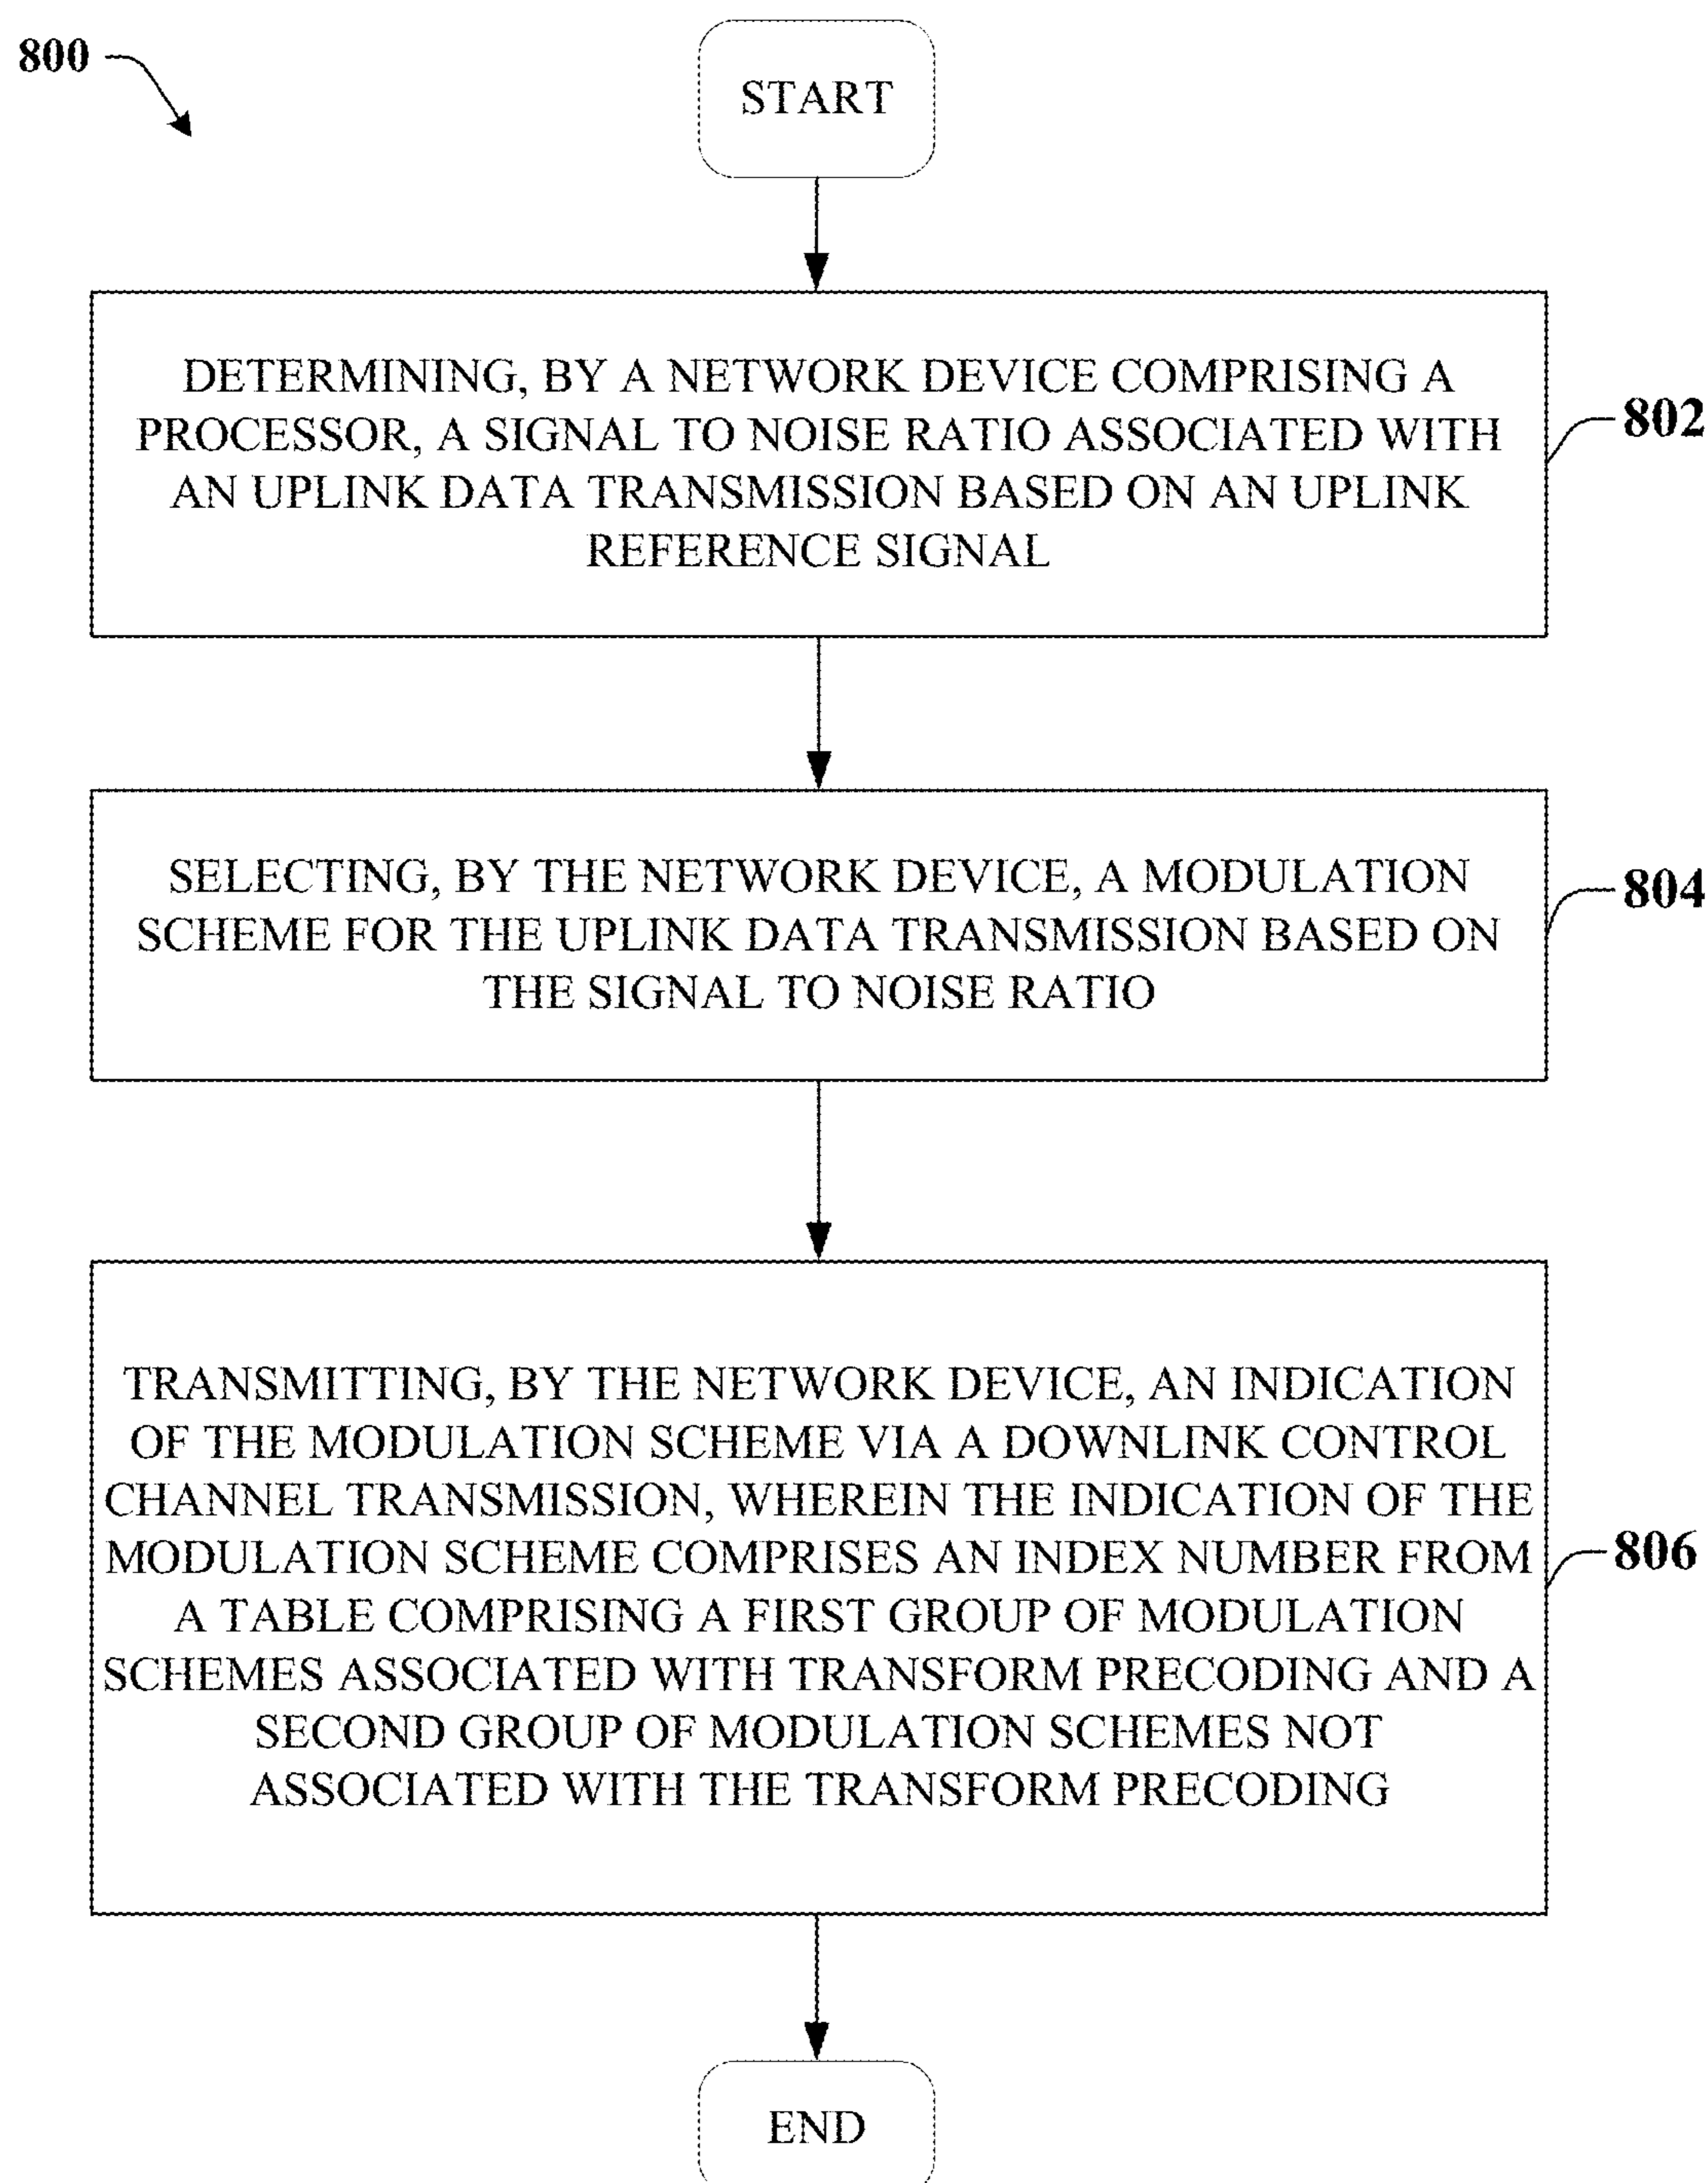 800
START
DETERMINING, BY A NETWORK DEVICE COMPRISING A
PROCESSOR, A SIGNAL TO NOISE RATIO ASSOCIATED WITH
AN UPLINK DATA TRANSMISSION BASED ON AN UPLINK
REFERENCE SIGNAL
802
SELECTING, BY THE NETWORK DEVICE, A MODULATION
SCHEME FOR THE UPLINK DATA TRANSMISSION BASED ON
THE SIGNAL TO NOISE RATIO
804
TRANSMITTING, BY THE NETWORK DEVICE, AN INDICATION
OF THE MODULATION SCHEME VIA A DOWNLINK CONTROL
CHANNEL TRANSMISSION, WHEREIN THE INDICATION OF THE
MODULATION SCHEME COMPRISES AN INDEX NUMBER FROM
A TABLE COMPRISING A FIRST GROUP OF MODULATION
SCHEMES ASSOCIATED WITH TRANSFORM PRECODING AND A
SECOND GROUP OF MODULATION SCHEMES NOT
ASSOCIATED WITH THE TRANSFORM PRECODING
806
END